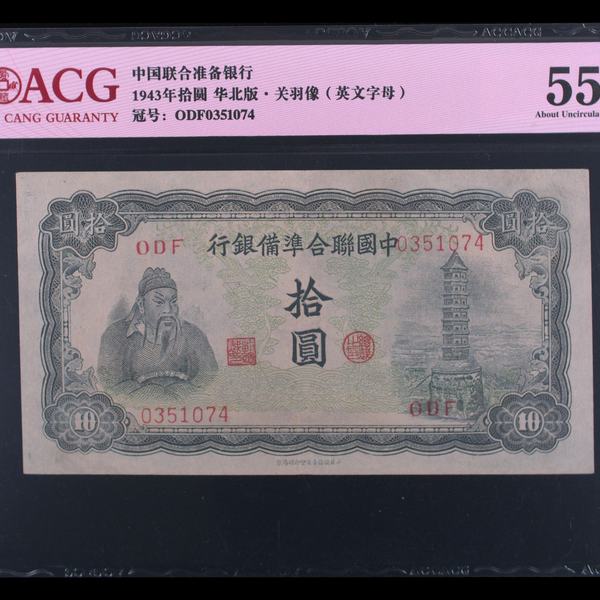 ACG
CANG GUARANTY
中国联合准备银行
1943年拾圆 华北版·关羽像（英文字母）
冠号：ODF0351074
55
About Uncircula
圓拾
拾圓
行銀備準合聯國中
ODF
0351074
拾
圓
0351074
ODF
10
10